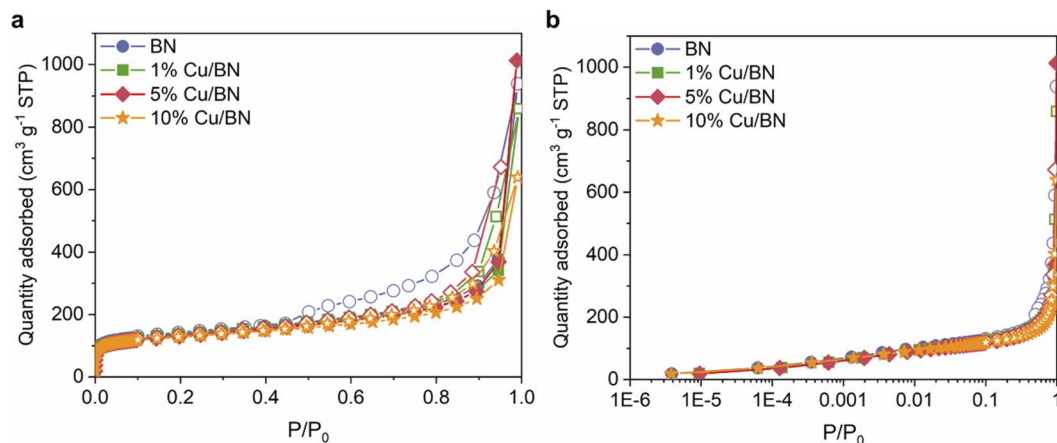 a
BN
1% Cu/BN
5% Cu/BN
10% Cu/BN
Quantity adsorbed (cm³ g⁻¹ STP)
1000
800
600
400
200
0
0.0 0.2 0.4 0.6 0.8 1.0
P/P₀
b
BN
1% Cu/BN
5% Cu/BN
10% Cu/BN
Quantity adsorbed (cm³ g⁻¹ STP)
1000
800
600
400
200
0
1E-6 1E-5 1E-4 0.001 0.01 0.1 1
P/P₀